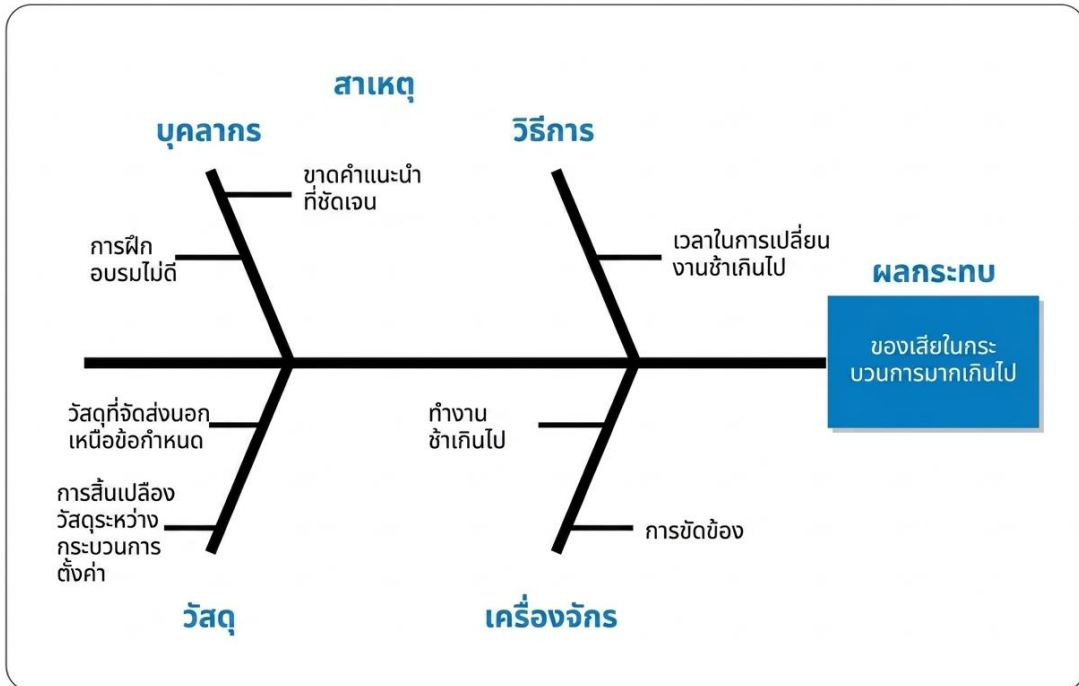 สาเหตุ
บุคลากร
วิธีการ
ขาดคำแนะนำ
ที่ชัดเจน
การฝึก
อบรมไม่ดี
เวลาในการเปลี่ยน
งานช้าเกินไป
ผลกระทบ
ของเสียในกระ
บวนการมากเกินไป
วัสดุที่จัดส่งนอก
เหนือข้อกำหนด
ทำงาน
ช้าเกินไป
การสิ้นเปลือง
วัสดุระหว่าง
กระบวนการ
ตั้งค่า
การขัดข้อง
วัสดุ
เครื่องจักร